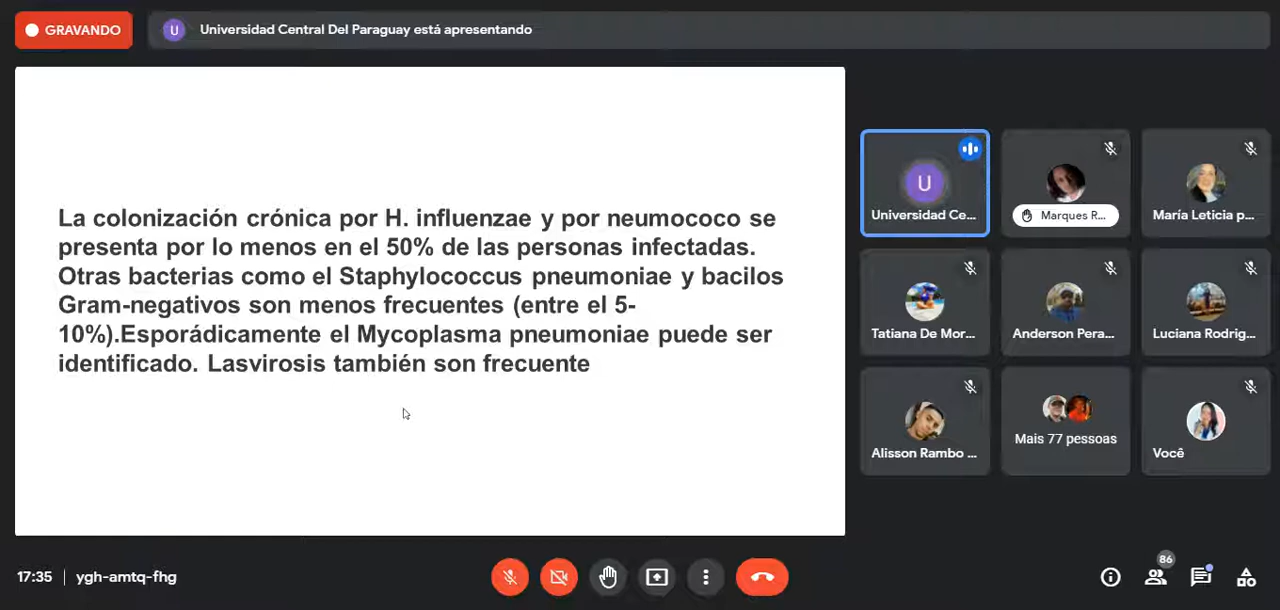 GRAVANDO
U Universidad Central Del Paraguay está apresentando
La colonización crónica por H. influenzae y por neumococo se
presenta por lo menos en el 50% de las personas infectadas.
Otras bacterias como el Staphylococcus pneumoniae y bacilos
Gram-negativos son menos frecuentes (entre el 5-
10%).Esporádicamente el Mycoplasma pneumoniae puede ser
identificado. Lasvirosis también son frecuente
U
Universidad Ce...
Marques R...
María Leticia p...
Tatiana De Mor...
Anderson Pera...
Luciana Rodrig...
Alisson Rambo ...
Mais 77 pessoas
Você
17:35 | ygh-amtq-fhg
86